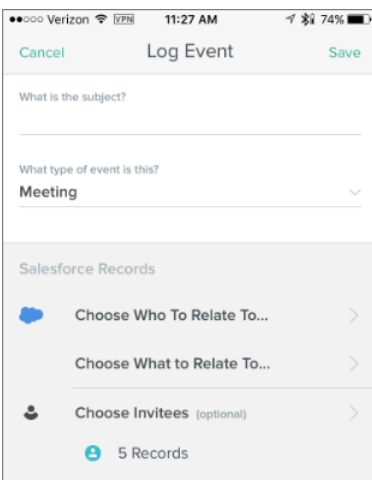 Verizon VPN 11:27 AM 74%
Cancel Log Event Save
What is the subject?
What type of event is this?
Meeting
Salesforce Records
Choose Who To Relate To...
Choose What to Relate To...
Choose Invitees (optional)
5 Records